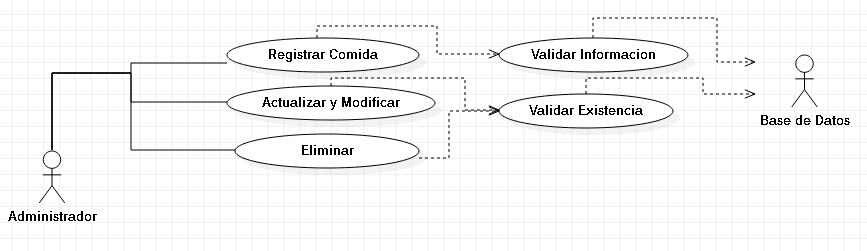 Registrar Comida
Validar Informacion
Actualizar y Modificar
Validar Existencia
Base de Datos
Eliminar
Administrador